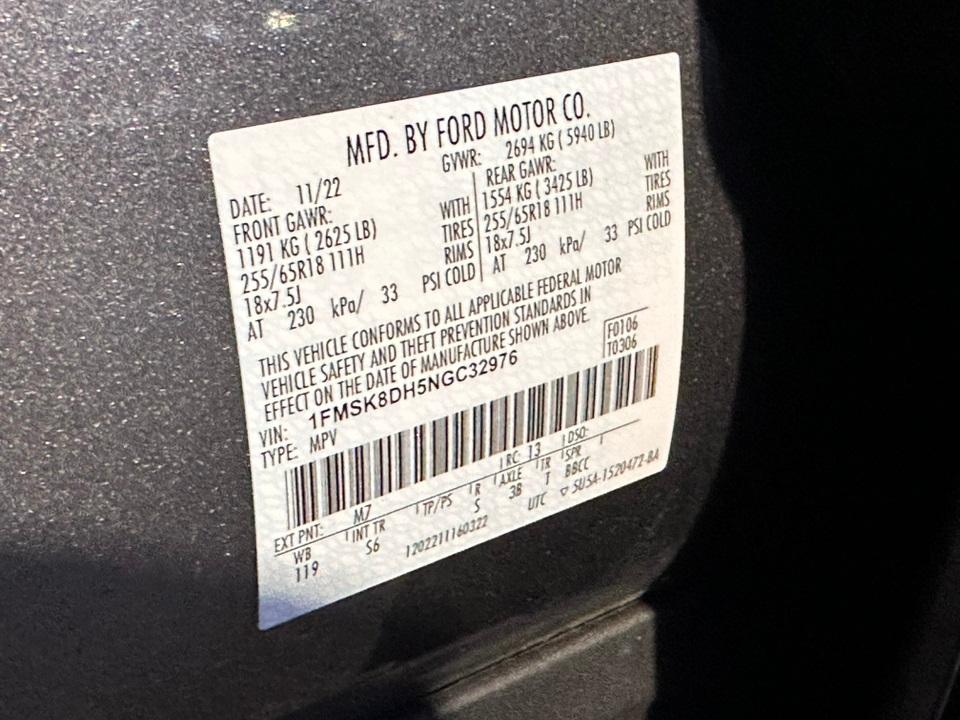 MFD. BY FORD MOTOR CO.
DATE: 11/22 GVWR: 2694 KG ( 5940 LB)
FRONT GAWR: REAR GAWR:
1191 KG ( 2625 LB) WITH 1554 KG ( 3425 LB) WITH
255/65R18 111H TIRES 255/65R18 111H TIRES
18x7.5J RIMS 18x7.5J RIMS
AT 230 kPa/ 33 PSI COLD AT 230 kPa/ 33 PSI COLD
THIS VEHICLE CONFORMS TO ALL APPLICABLE FEDERAL MOTOR
VEHICLE SAFETY AND THEFT PREVENTION STANDARDS IN
EFFECT ON THE DATE OF MANUFACTURE SHOWN ABOVE.
VIN: 1FMSK8DH5NGC32976
TYPE: MPV
F0106
T0306
EXT PNT: M7 RC: 13 DSO:
WB INT TR TP/PS R AXLE TR SPR
119 S6 S 3B T BBCC
1202211160322 UTC ▽ 5U5A-1520472-BA